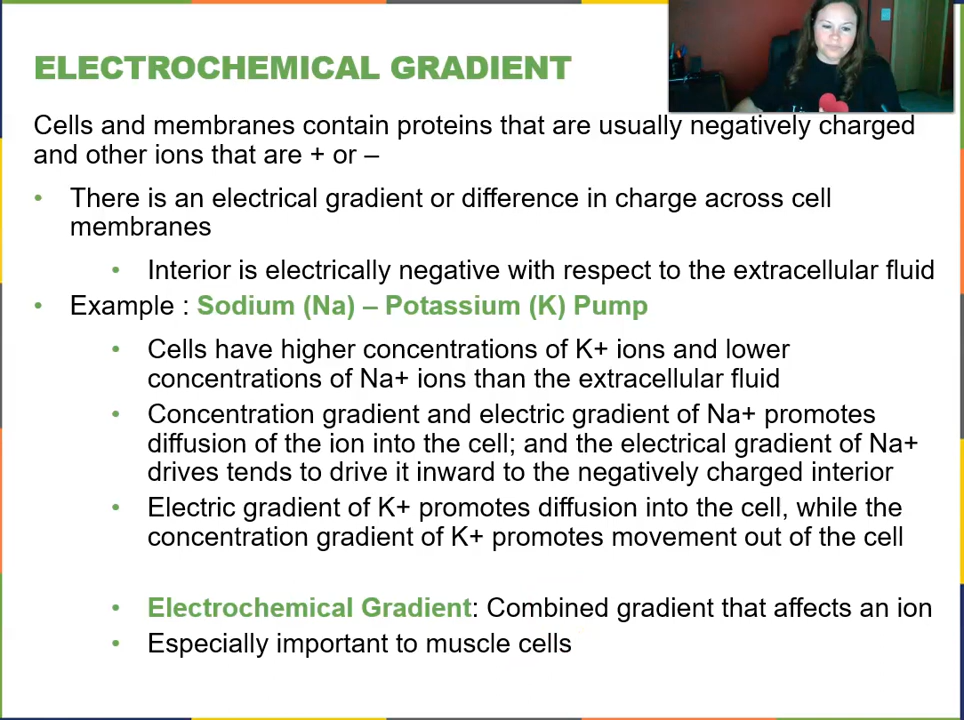 ELECTROCHEMICAL GRADIENT
Cells and membranes contain proteins that are usually negatively charged
and other ions that are + or –
• There is an electrical gradient or difference in charge across cell
membranes
• Interior is electrically negative with respect to the extracellular fluid
• Example : Sodium (Na) – Potassium (K) Pump
• Cells have higher concentrations of K+ ions and lower
concentrations of Na+ ions than the extracellular fluid
• Concentration gradient and electric gradient of Na+ promotes
diffusion of the ion into the cell; and the electrical gradient of Na+
drives tends to drive it inward to the negatively charged interior
• Electric gradient of K+ promotes diffusion into the cell, while the
concentration gradient of K+ promotes movement out of the cell
• Electrochemical Gradient: Combined gradient that affects an ion
• Especially important to muscle cells